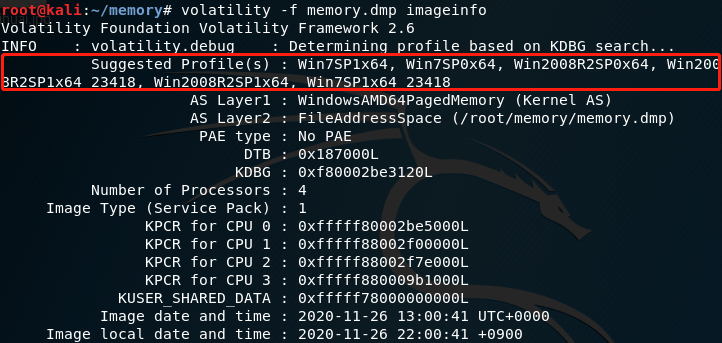 root@kali:~/memory# volatility -f memory.dmp imageinfo
Volatility Foundation Volatility Framework 2.6
INFO    : volatility.debug    : Determining profile based on KDBG search...
          Suggested Profile(s) : Win7SP1x64, Win7SP0x64, Win2008R2SP0x64, Win200
8R2SP1x64_23418, Win2008R2SP1x64, Win7SP1x64_23418
                     AS Layer1 : WindowsAMD64PagedMemory (Kernel AS)
                     AS Layer2 : FileAddressSpace (/root/memory/memory.dmp)
                      PAE type : No PAE
                           DTB : 0x187000L
                          KDBG : 0xf80002be3120L
          Number of Processors : 4
     Image Type (Service Pack) : 1
                KPCR for CPU 0 : 0xfffff80002be5000L
                KPCR for CPU 1 : 0xfffff88002f00000L
                KPCR for CPU 2 : 0xfffff88002f7e000L
                KPCR for CPU 3 : 0xfffff880009b1000L
             KUSER_SHARED_DATA : 0xfffff78000000000L
           Image date and time : 2020-11-26 13:00:41 UTC+0000
     Image local date and time : 2020-11-26 22:00:41 +0900